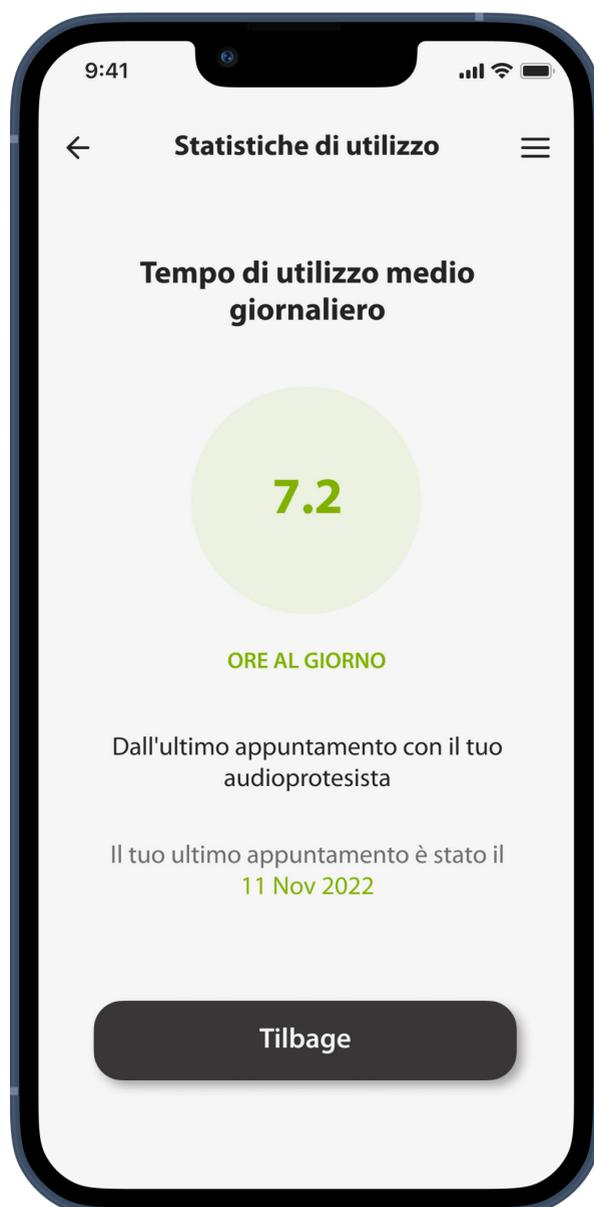 9:41
Statistiche di utilizzo
Tempo di utilizzo medio
giornaliero
7.2
ORE AL GIORNO
Dall'ultimo appuntamento con il tuo
audioprotesista
Il tuo ultimo appuntamento è stato il
11 Nov 2022
Tilbage